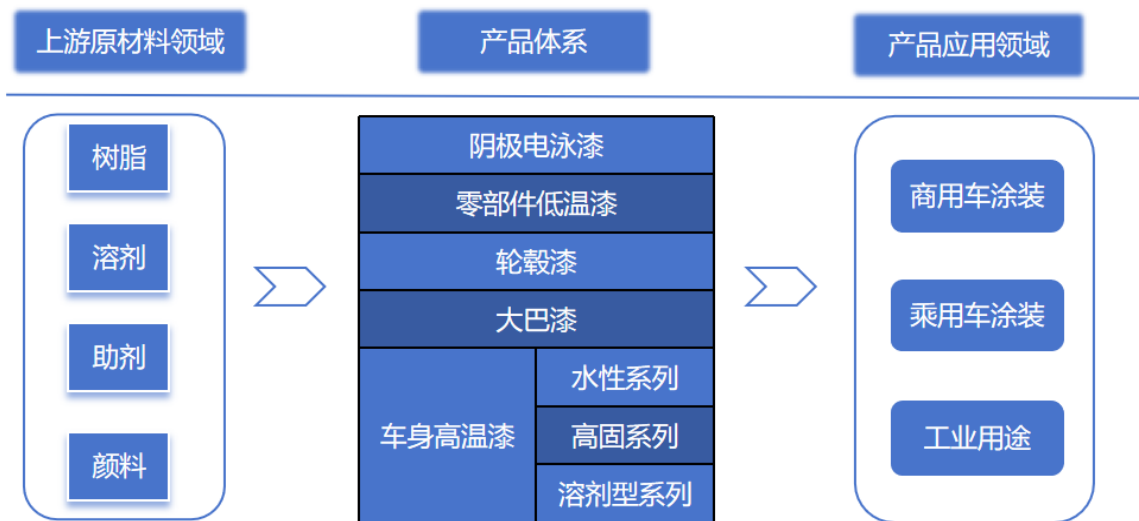 上游原材料领域
产品体系
产品应用领域
树脂
溶剂
助剂
颜料
阴极电泳漆
零部件低温漆
轮毂漆
大巴漆
车身高温漆
水性系列
高固系列
溶剂型系列
商用车涂装
乘用车涂装
工业用途